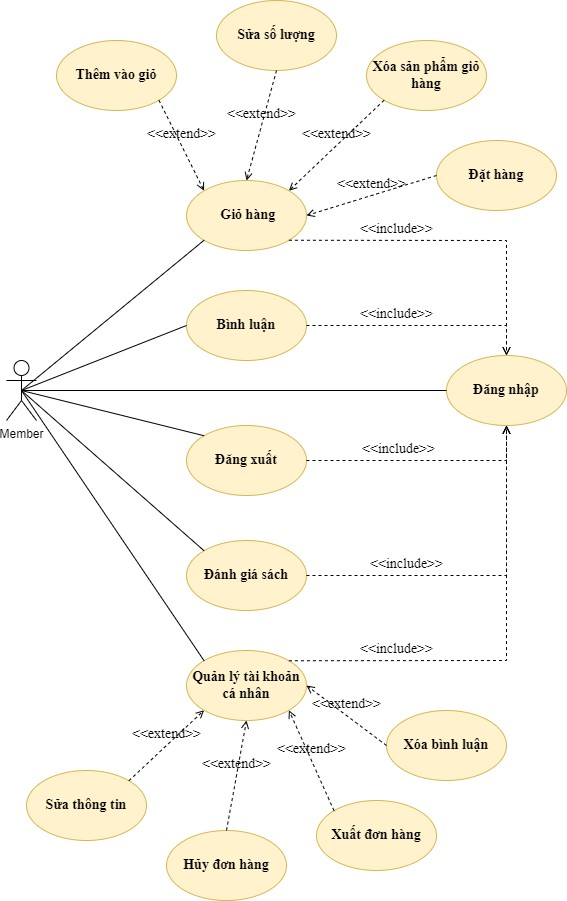 Sửa số lượng
Thêm vào giỏ
Xóa sản phẩm giỏ
hàng
<<extend>>
<<extend>>
<<extend>>
Đặt hàng
<<extend>>
Giỏ hàng
<<include>>
Bình luận
<<include>>
Đăng nhập
Member
Đăng xuất
<<include>>
Đánh giá sách
<<include>>
<<include>>
Quản lý tài khoản
cá nhân
<<extend>>
<<extend>>
Xóa bình luận
<<extend>>
<<extend>>
Sửa thông tin
Xuất đơn hàng
Hủy đơn hàng